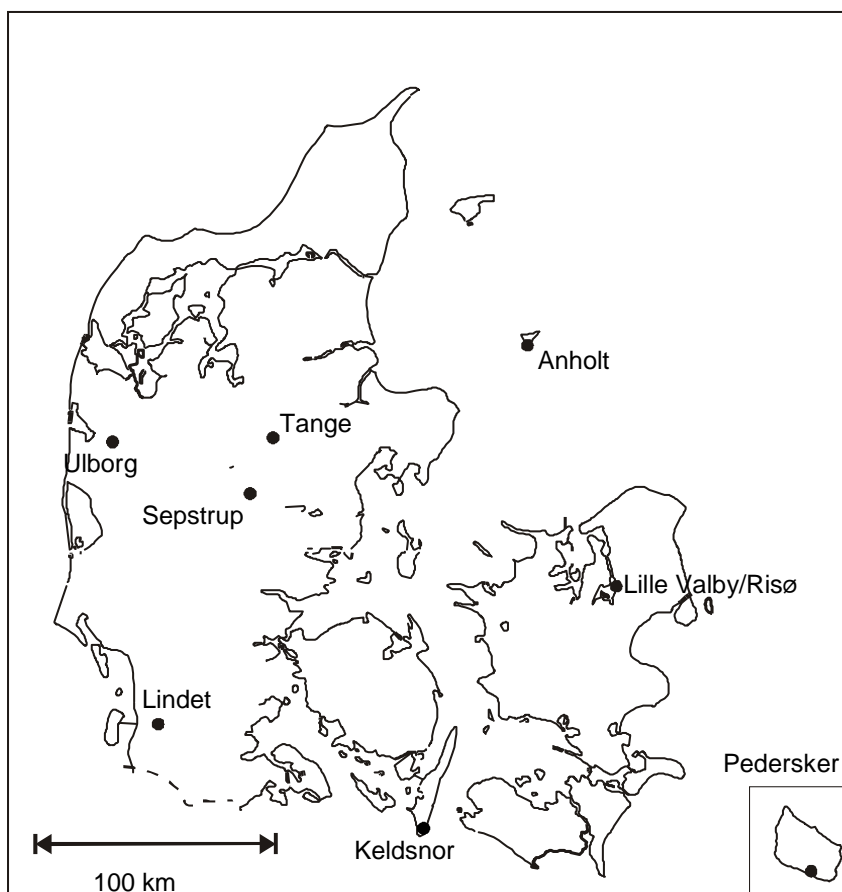 Anholt
Tange
Ulborg
Sepstrup
Lille Valby/Risø
Lindet
Pedersker
Keldsnor
100 km